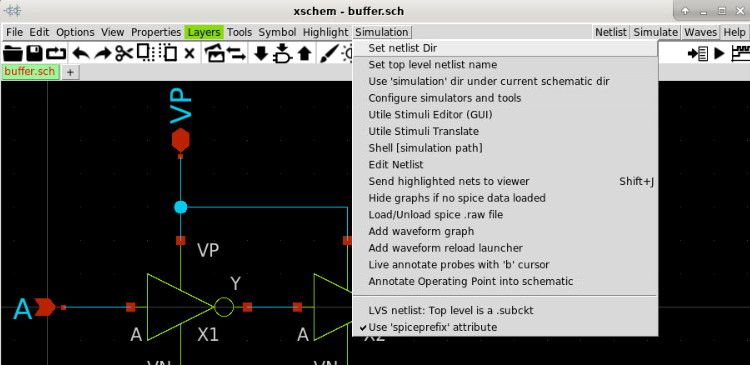 xschem - buffer.sch
File Edit Options View Properties Layers Tools Symbol Highlight Simulation Netlist Simulate Waves Help
buffer.sch +
Set netlist Dir
Set top level netlist name
Use 'simulation' dir under current schematic dir
Configure simulators and tools
Utile Stimuli Editor (GUI)
Utile Stimuli Translate
Shell [simulation path]
Edit Netlist
Send highlighted nets to viewer Shift+J
Hide graphs if no spice data loaded
Load/Unload spice .raw file
Add waveform graph
Add waveform reload launcher
Live annotate probes with 'b' cursor
Annotate Operating Point into schematic
LVS netlist: Top level is a .subckt
✔ Use 'spiceprefix' attribute
VP
VP
Y
A
A X1
A X2
VN
VN